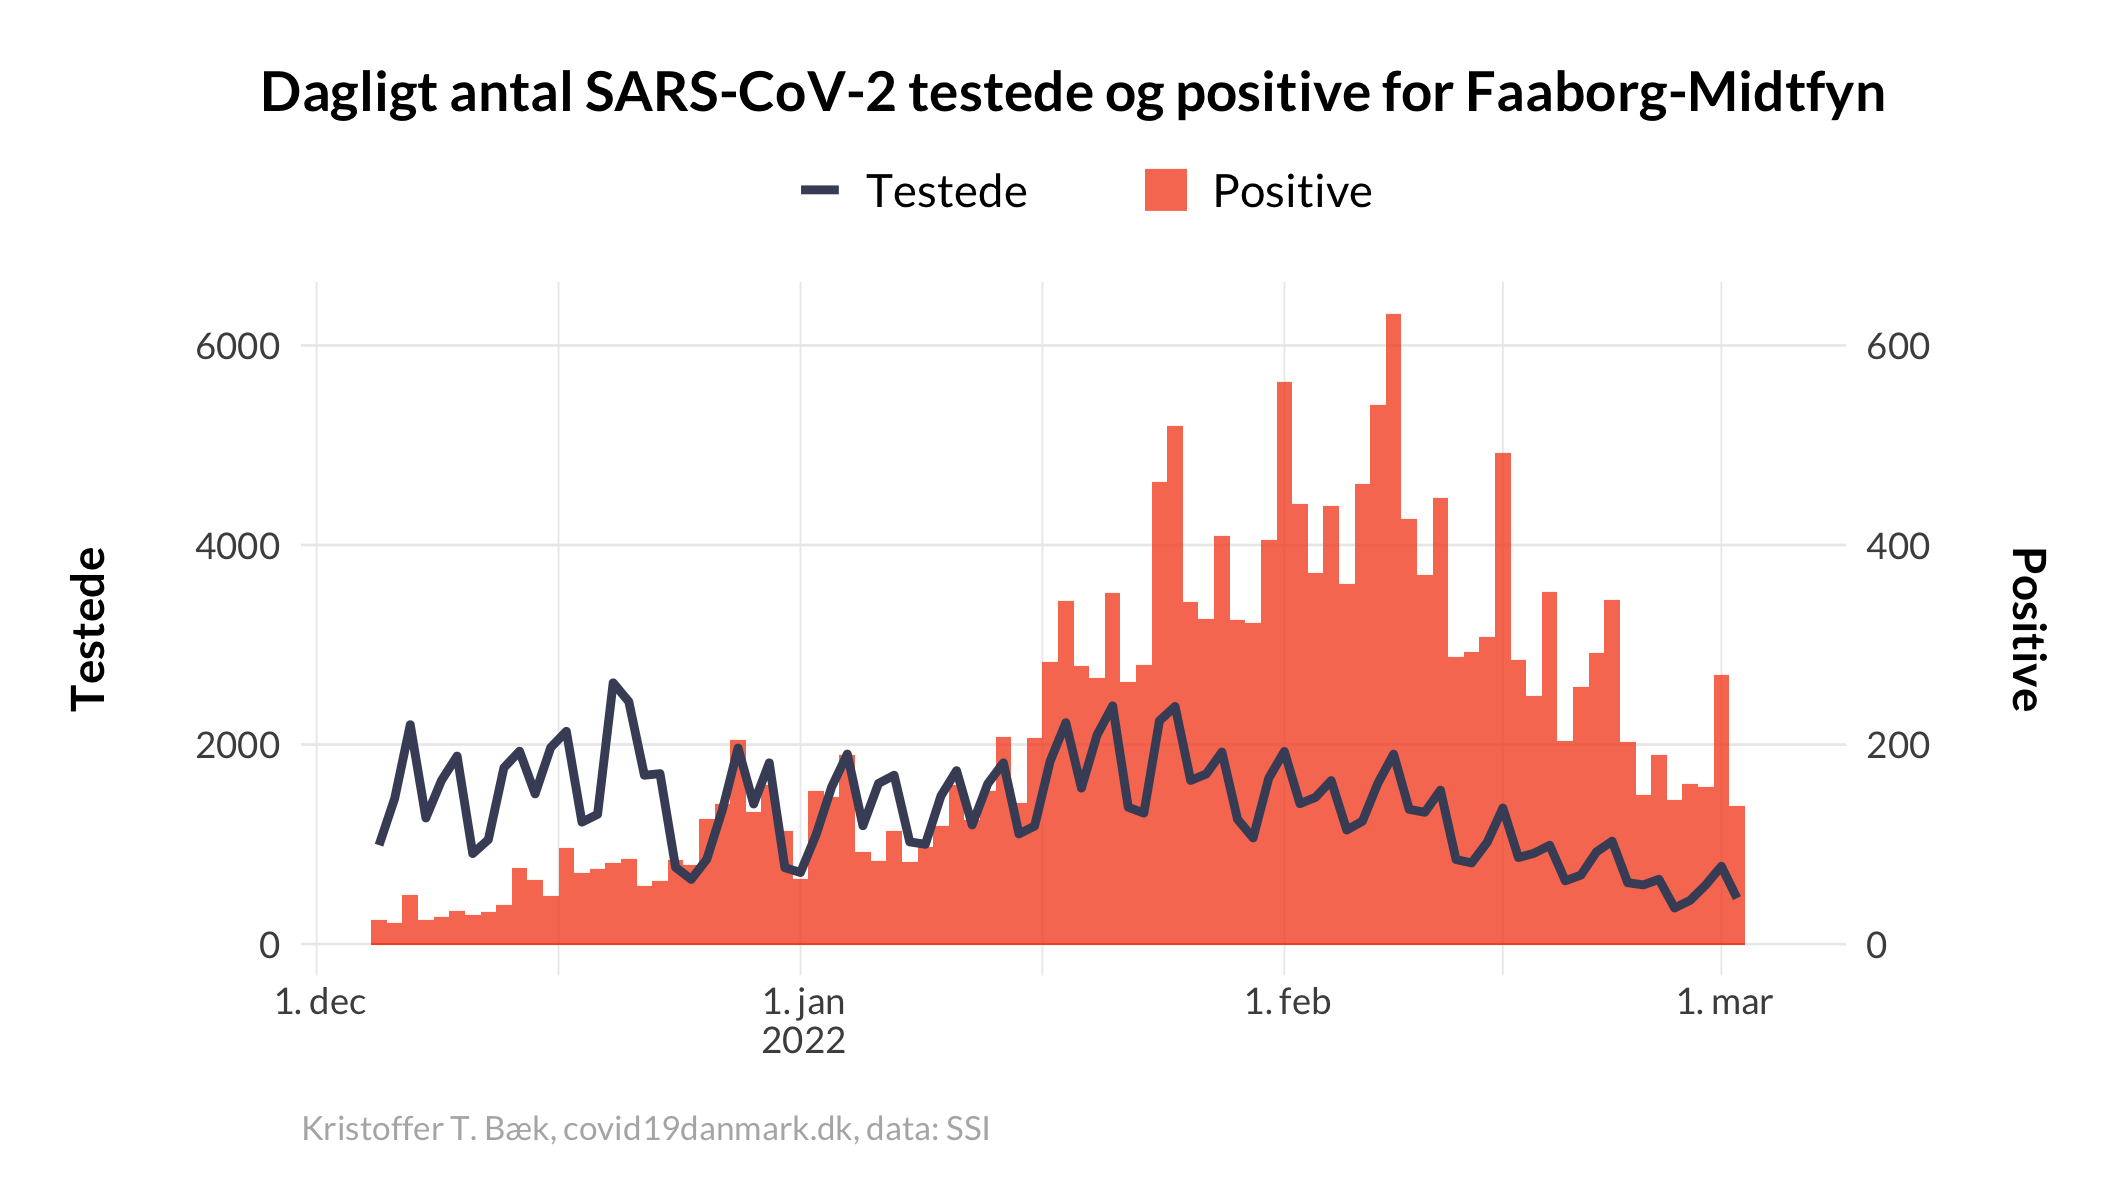 Dagligt antal SARS-CoV-2 testede og positive for Faaborg-Midtfyn
Testede
Positive
6000
4000
2000
0
Testede
600
400
200
0
Positive
1. dec
1. jan
2022
1. feb
1. mar
Kristoffer T. Bæk, covid19danmark.dk, data: SSI